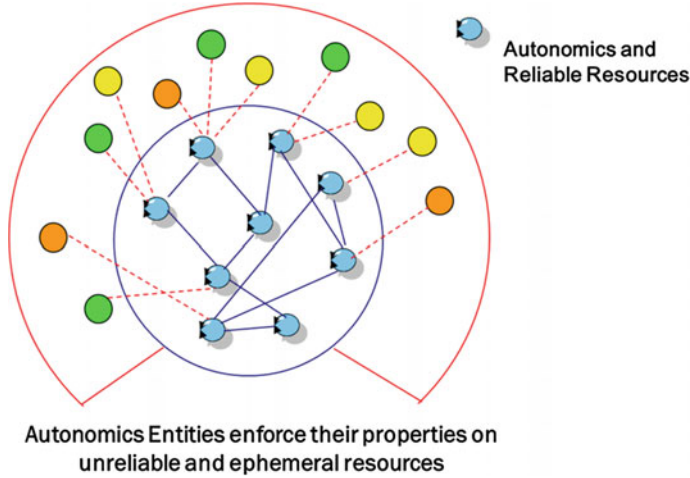 Autonomics and
Reliable Resources
Autonomics Entities enforce their properties on
unreliable and ephemeral resources